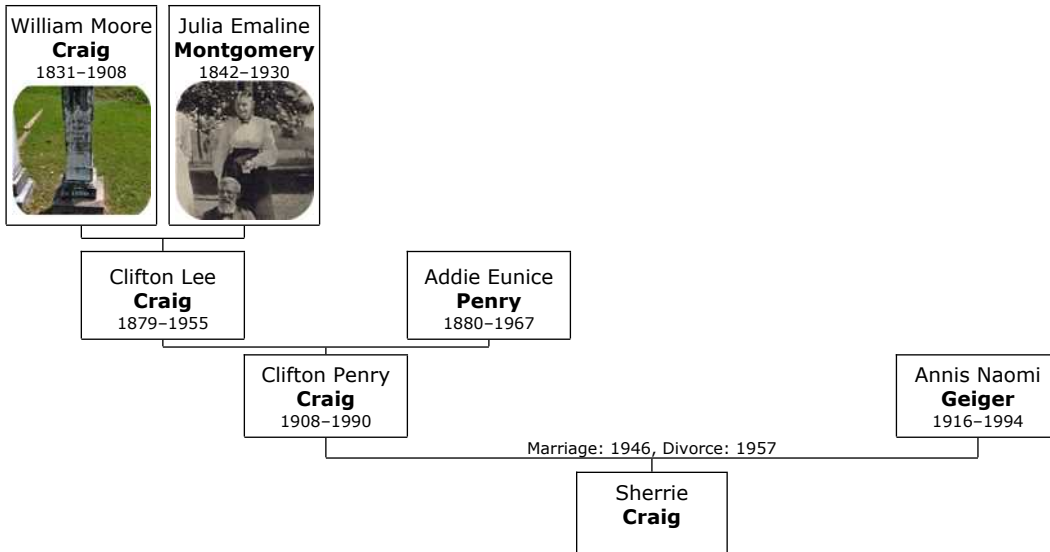 William Moore
Craig
1831–1908
Julia Emaline
Montgomery
1842–1930
Clifton Lee
Craig
1879–1955
Addie Eunice
Penry
1880–1967
Clifton Penry
Craig
1908–1990
Annis Naomi
Geiger
1916–1994
Marriage: 1946, Divorce: 1957
Sherrie
Craig